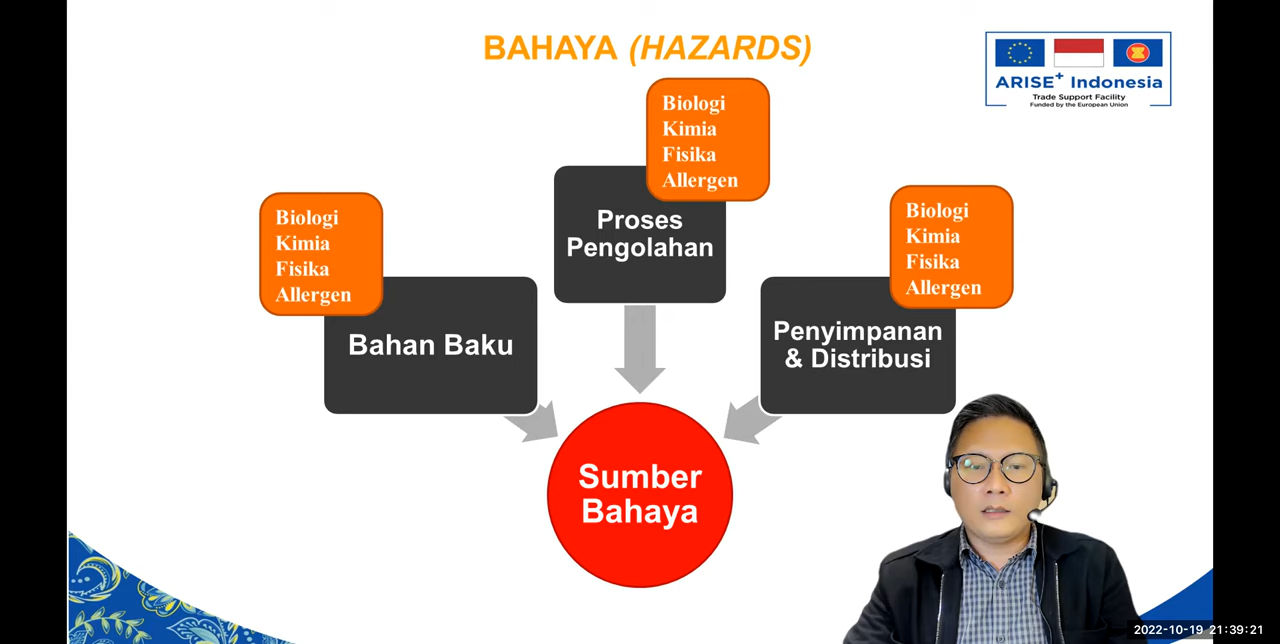 BAHAYA (HAZARDS)
ARISE+ Indonesia
Trade Support Facility
Funded by the European Union
Biologi
Kimia
Fisika
Allergen
Proses
Pengolahan
Biologi
Kimia
Fisika
Allergen
Bahan Baku
Biologi
Kimia
Fisika
Allergen
Penyimpanan
& Distribusi
Sumber
Bahaya
2022-10-19 21:39:21